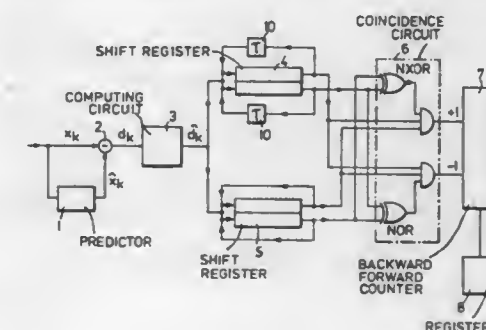 COINCIDENCE
CIRCUIT
10
T
6
SHIFT REGISTER
4
NXOR
7
COMPUTING
CIRCUIT
3
+1
2
xk
dk
d̂k
T
10
−1
x̂k
1
PREDICTOR
5
SHIFT
REGISTER
NOR
BACKWARD
FORWARD
COUNTER
8
REGISTER